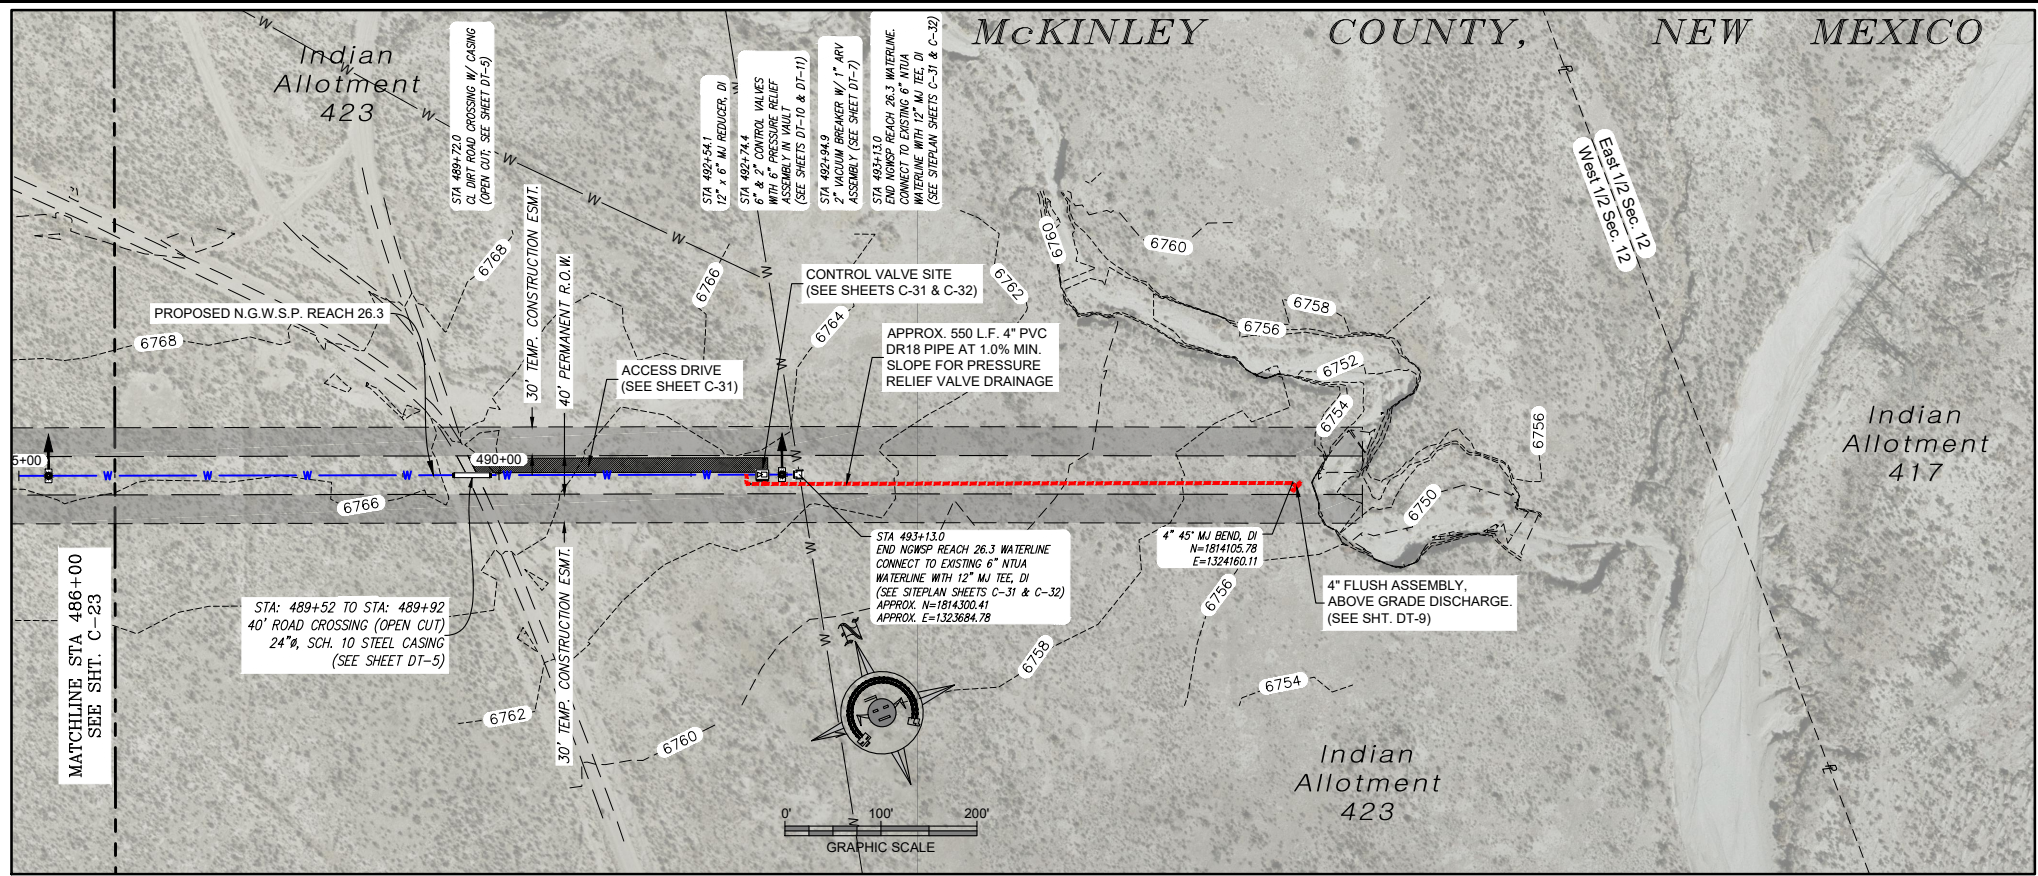 McKINLEY COUNTY, NEW MEXICO
Indian
Allotment
423
STA 489+72.0
CL DIRT ROAD CROSSING W/ CASING
(OPEN CUT; SEE SHEET DT-5)
STA 492+54.1
12" x 6" MJ REDUCER, DI
STA 492+74.4
6" & 2" CONTROL VALVES
WITH 6" PRESSURE RELIEF
ASSEMBLY IN VAULT
(SEE SHEETS DT-10 & DT-11)
STA 492+94.9
2" VACUUM BREAKER W/ 1" ARV
ASSEMBLY (SEE SHEET DT-7)
STA 493+13.0
END NGWSP REACH 26.3 WATERLINE.
CONNECT TO EXISTING 6" NTUA
WATERLINE WITH 12" MJ TEE, DI
(SEE SITEPLAN SHEETS C-31 & C-32)
East 1/2 Sec. 12
West 1/2 Sec. 12
W
W
W
W
W
W
6768
6766
6762
6760
6760
6758
6756
6752
6754
6756
6750
6764
6768
30' TEMP. CONSTRUCTION ESMT.
40' PERMANENT R.O.W.
CONTROL VALVE SITE
(SEE SHEETS C-31 & C-32)
PROPOSED N.G.W.S.P. REACH 26.3
APPROX. 550 L.F. 4" PVC
DR18 PIPE AT 1.0% MIN.
SLOPE FOR PRESSURE
RELIEF VALVE DRAINAGE
ACCESS DRIVE
(SEE SHEET C-31)
Indian
Allotment
417
5+00
490+00
W W W W W W W
6766
STA 493+13.0
END NGWSP REACH 26.3 WATERLINE
CONNECT TO EXISTING 6" NTUA
WATERLINE WITH 12" MJ TEE, DI
(SEE SITEPLAN SHEETS C-31 & C-32)
APPROX. N=1814300.41
APPROX. E=1323684.78
4" 45° MJ BEND, DI
N=1814105.78
E=1324160.11
4" FLUSH ASSEMBLY,
ABOVE GRADE DISCHARGE.
(SEE SHT. DT-9)
MATCHLINE STA 486+00
SEE SHT. C-23
STA: 489+52 TO STA: 489+92
40' ROAD CROSSING (OPEN CUT)
24"ø, SCH. 10 STEEL CASING
(SEE SHEET DT-5)
30' TEMP. CONSTRUCTION ESMT.
6756
6758
6754
6762
6760
N
Indian
Allotment
423
0' 100' 200'
GRAPHIC SCALE